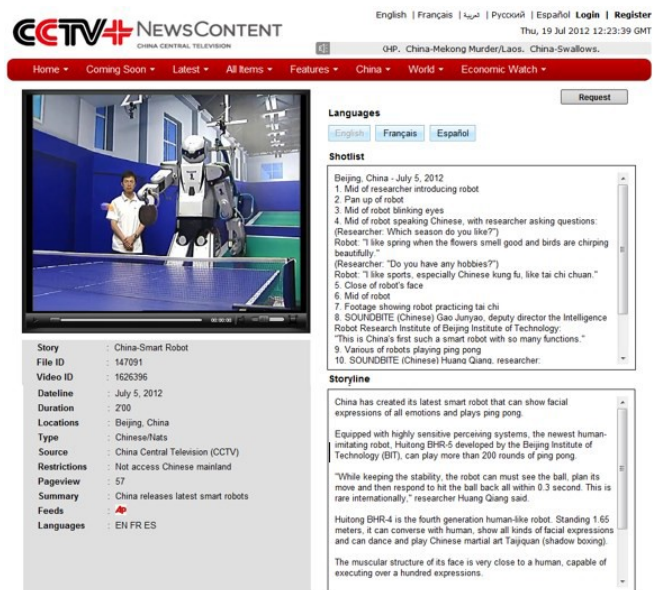 English | Français | العربية | Русский | Español Login | Register
CCTV+ NEWSCONTENT
CHINA CENTRAL TELEVISION
Thu, 19 Jul 2012 12:23:39 GMT
China-Mekong Murder/Laos. China-Swallows.
Home Coming Soon Latest All Items Features China World Economic Watch
Request
Languages
English Français Español
Shotlist
Beijing, China - July 5, 2012
1. Mid of researcher introducing robot
2. Pan up of robot
3. Mid of robot blinking eyes
4. Mid of robot speaking Chinese, with researcher asking questions:
(Researcher: Which season do you like?")
Robot: "I like spring when the flowers smell good and birds are chirping
beautifully."
(Researcher: "Do you have any hobbies?")
Robot: "I like sports, especially Chinese kung fu, like tai chi chuan."
5. Close of robot's face
6. Mid of robot
7. Footage showing robot practicing tai chi
8. SOUNDBITE (Chinese) Gao Junyao, deputy director the Intelligence
Robot Research Institute of Beijing Institute of Technology:
"This is China's first such a smart robot with so many functions."
9. Various of robots playing ping pong
10. SOUNDBITE (Chinese) Huang Qiang, researcher:
00:00:00
Story : China-Smart Robot
File ID : 147091
Video ID : 1626396
Dateline : July 5, 2012
Duration : 2'00
Locations : Beijing, China
Type : Chinese/Nats
Source : China Central Television (CCTV)
Restrictions : Not access Chinese mainland
Pageview : 57
Summary : China releases latest smart robots
Feeds : AP
Languages : EN FR ES
Storyline
China has created its latest smart robot that can show facial
expressions of all emotions and plays ping pong.
Equipped with highly sensitive perceiving systems, the newest human-
imitating robot, Huitong BHR-5 developed by the Beijing Institute of
Technology (BIT), can play more than 200 rounds of ping pong.
"While keeping the stability, the robot can must see the ball, plan its
move and then respond to hit the ball back all within 0.3 second. This is
rare internationally," researcher Huang Qiang said.
Huitong BHR-4 is the fourth generation human-like robot. Standing 1.65
meters, it can converse with human, show all kinds of facial expressions
and can dance and play Chinese martial art Taijiquan (shadow boxing).
The muscular structure of its face is very close to a human, capable of
executing over a hundred expressions.